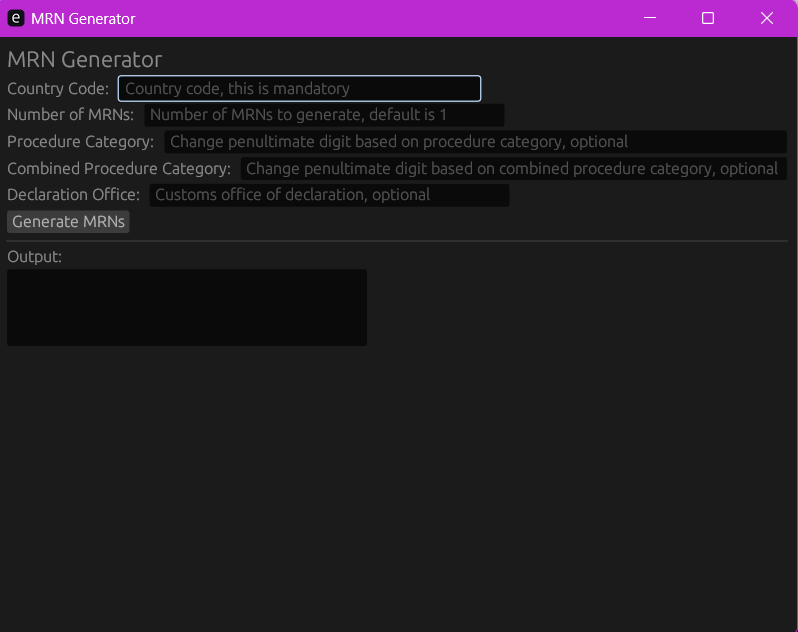 e MRN Generator
MRN Generator
Country Code: Country code, this is mandatory
Number of MRNs: Number of MRNs to generate, default is 1
Procedure Category: Change penultimate digit based on procedure category, optional
Combined Procedure Category: Change penultimate digit based on combined procedure category, optional
Declaration Office: Customs office of declaration, optional
Generate MRNs
Output: